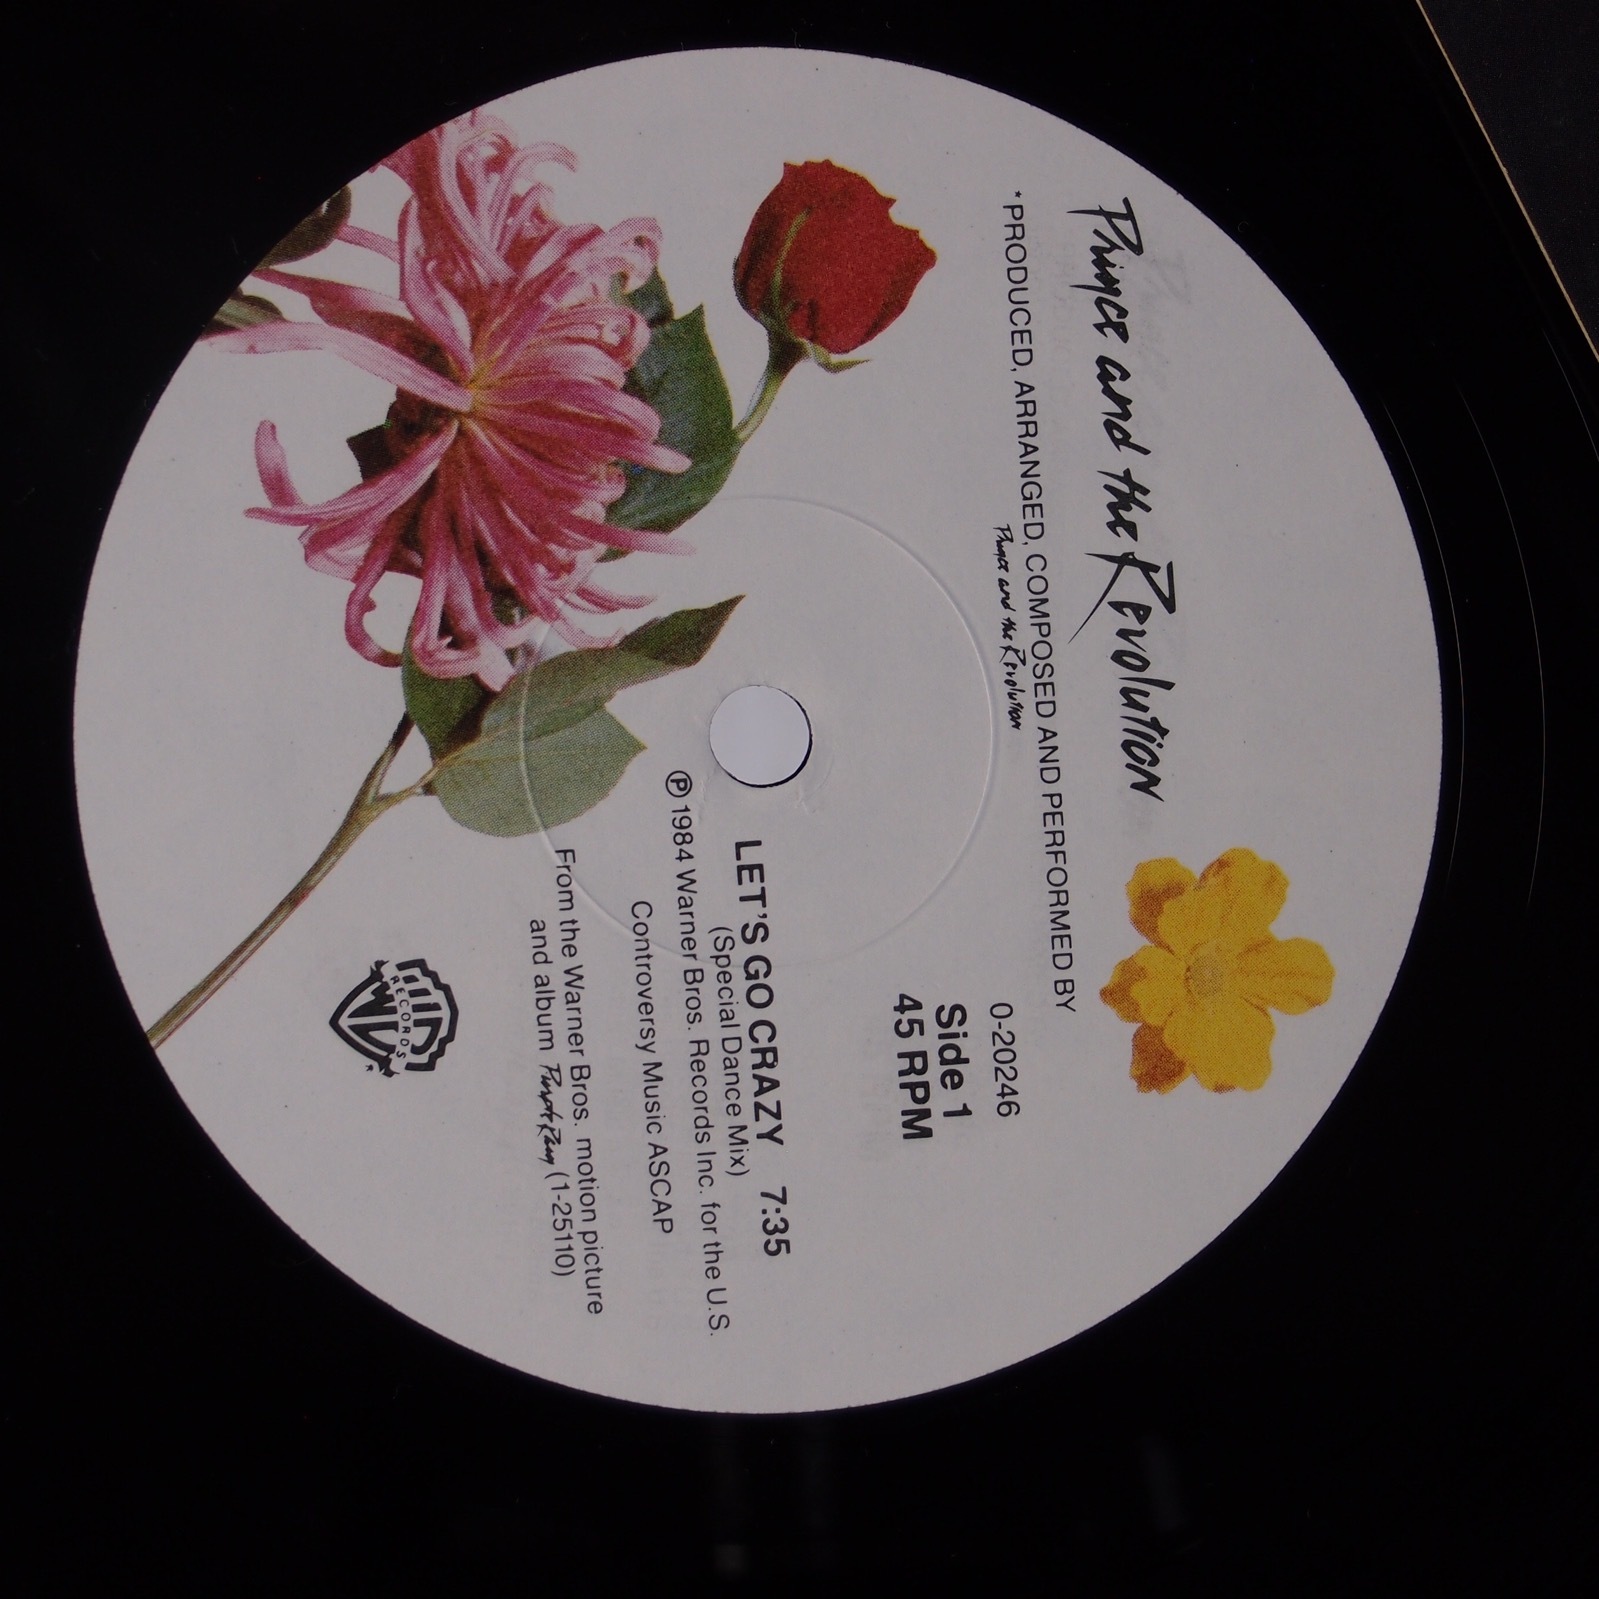 Prince and the Revolution
*PRODUCED, ARRANGED, COMPOSED AND PERFORMED BY
Prince and the Revolution
0-20246
Side 1
45 RPM
LET'S GO CRAZY 7:35
(Special Dance Mix)
℗ 1984 Warner Bros. Records Inc. for the U.S.
Controversy Music ASCAP
From the Warner Bros. motion picture
and album Purple Rain (1-25110)
WB
RECORDS